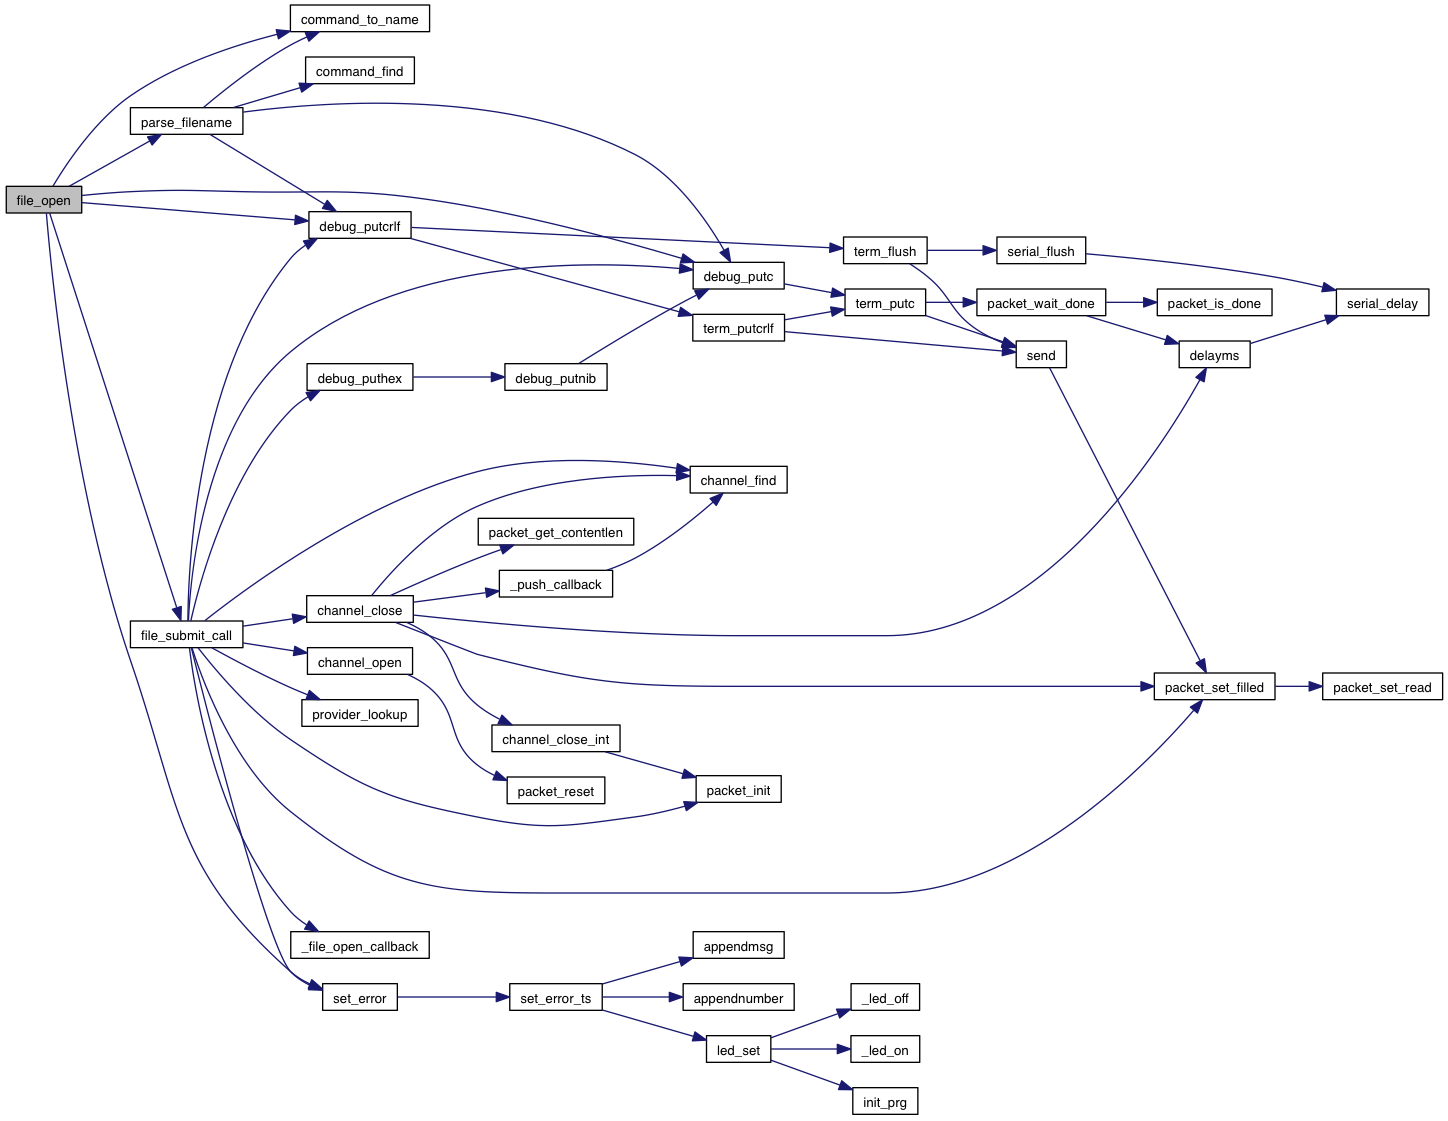 command_to_name
command_find
parse_filename
file_open
debug_putcrlf
term_flush
serial_flush
debug_putc
term_putc
packet_wait_done
packet_is_done
serial_delay
term_putcrlf
send
delayms
debug_puthex
debug_putnib
channel_find
packet_get_contentlen
_push_callback
channel_close
file_submit_call
channel_open
packet_set_filled
packet_set_read
provider_lookup
channel_close_int
packet_reset
packet_init
_file_open_callback
appendmsg
set_error
set_error_ts
appendnumber
_led_off
led_set
_led_on
init_prg